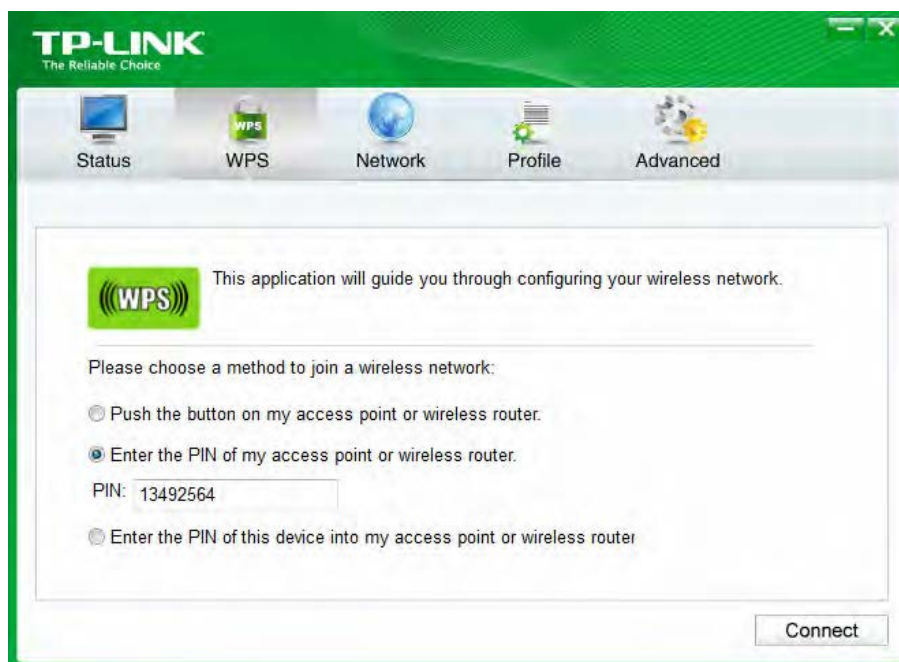 TP-LINK
The Reliable Choice
Status WPS Network Profile Advanced
WPS
This application will guide you through configuring your wireless network.
WPS
Please choose a method to join a wireless network:
Push the button on my access point or wireless router.
Enter the PIN of my access point or wireless router.
PIN: 13492564
Enter the PIN of this device into my access point or wireless router
Connect